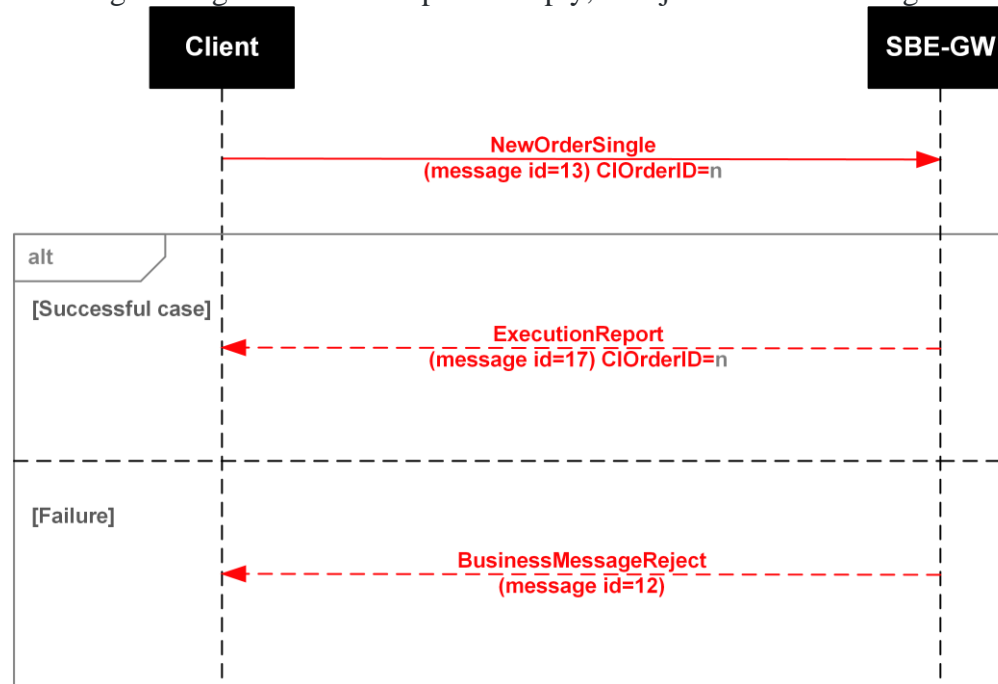 Client
SBE-GW
NewOrderSingle
(message id=13) ClOrderID=n
alt
[Successful case]
ExecutionReport
(message id=17) ClOrderID=n
[Failure]
BusinessMessageReject
(message id=12)